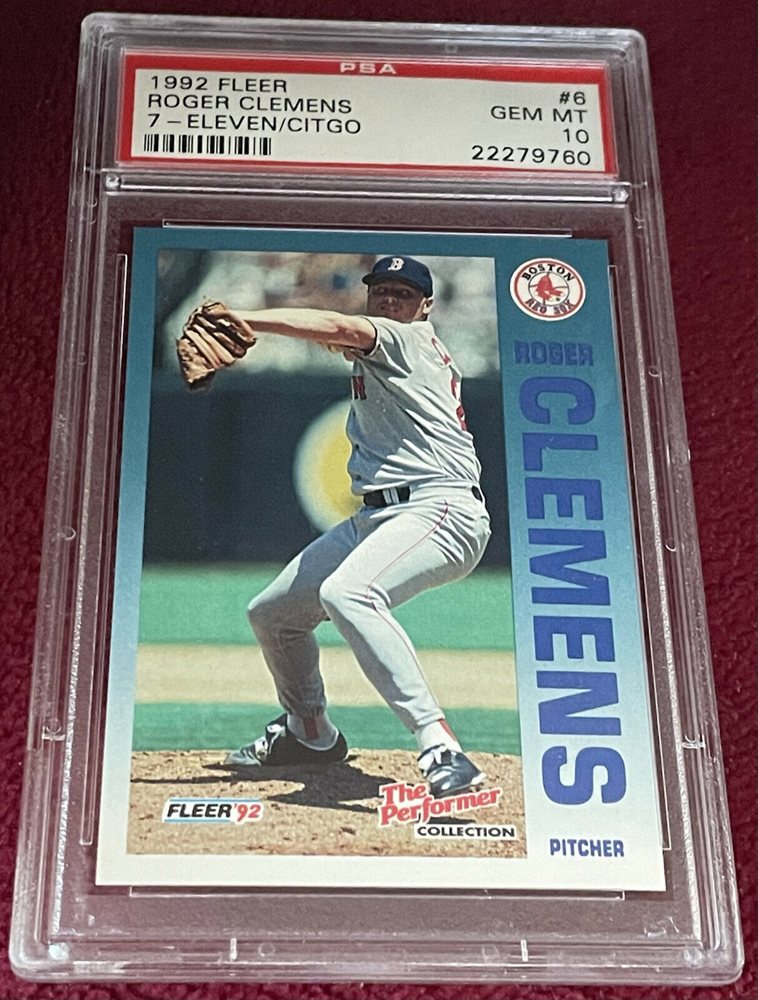 PSA
1992 FLEER #6
ROGER CLEMENS GEM MT
7-ELEVEN/CITGO 10
22279760
B
BOSTON
RED SOX
ROGER
CLEMENS
PITCHER
FLEER '92
The
Performer
COLLECTION